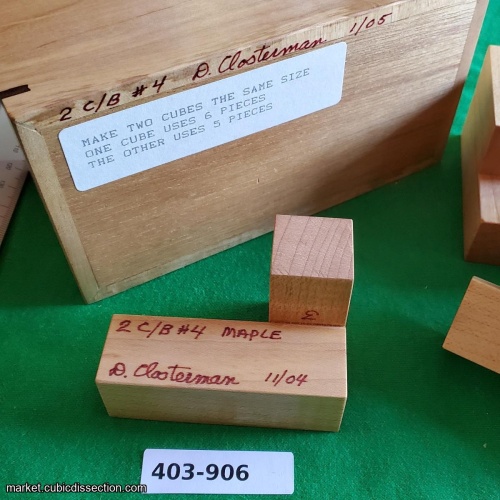 2 C/B #4 D. Closterman 1/05
MAKE TWO CUBES THE SAME SIZE
ONE CUBE USES 6 PIECES
THE OTHER USES 5 PIECES
2 C/B #4 MAPLE
D. Closterman 11/04
403-906
market.cubicdissection.com